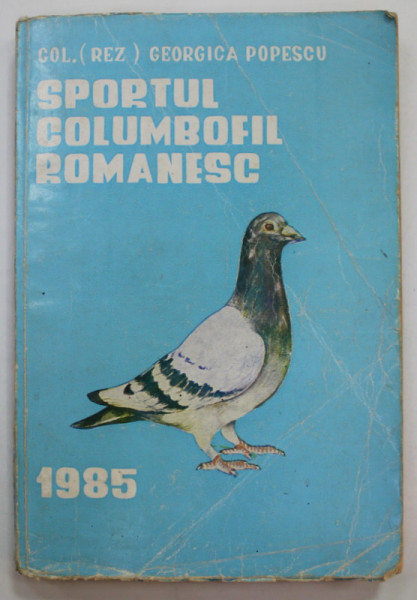 COL. (REZ) GEORGICA POPESCU
SPORTUL
COLUMBOFIL
ROMANESC
1985